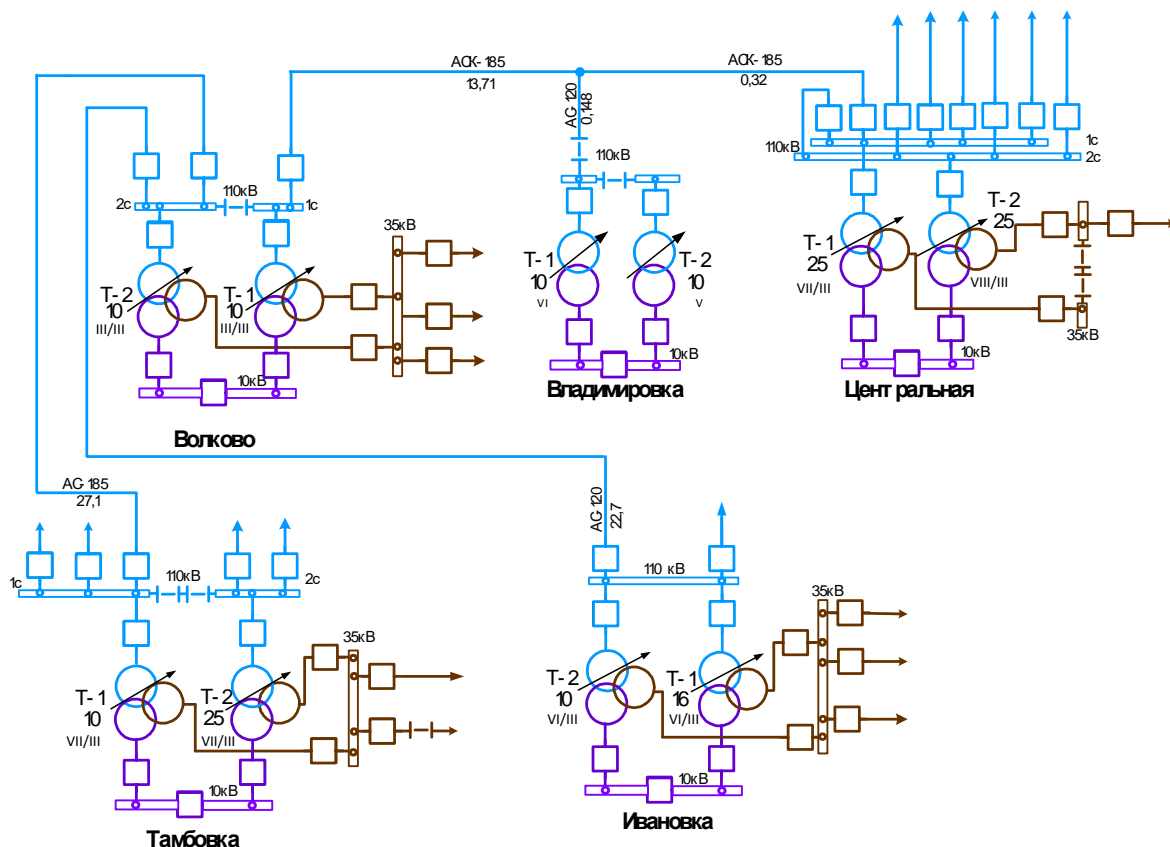 АСК-185
13,71
АСК-185
0,32
АС-120
0,148
110кВ
1с
2с
110кВ
2с
110кВ
1с
35кВ
Т-2
10
III/III
Т-1
10
III/III
10кВ
Волково
Т-1
10
VI
Т-2
10
V
10кВ
Владимировка
Т-1
25
VII/III
Т-2
25
VIII/III
35кВ
10кВ
Центральная
АС-185
27,1
АС-120
22,7
1с
110кВ
2с
35кВ
Т-1
10
VII/III
Т-2
25
VII/III
10кВ
Тамбовка
110 кВ
35кВ
Т-2
10
VI/III
Т-1
16
VI/III
10кВ
Ивановка